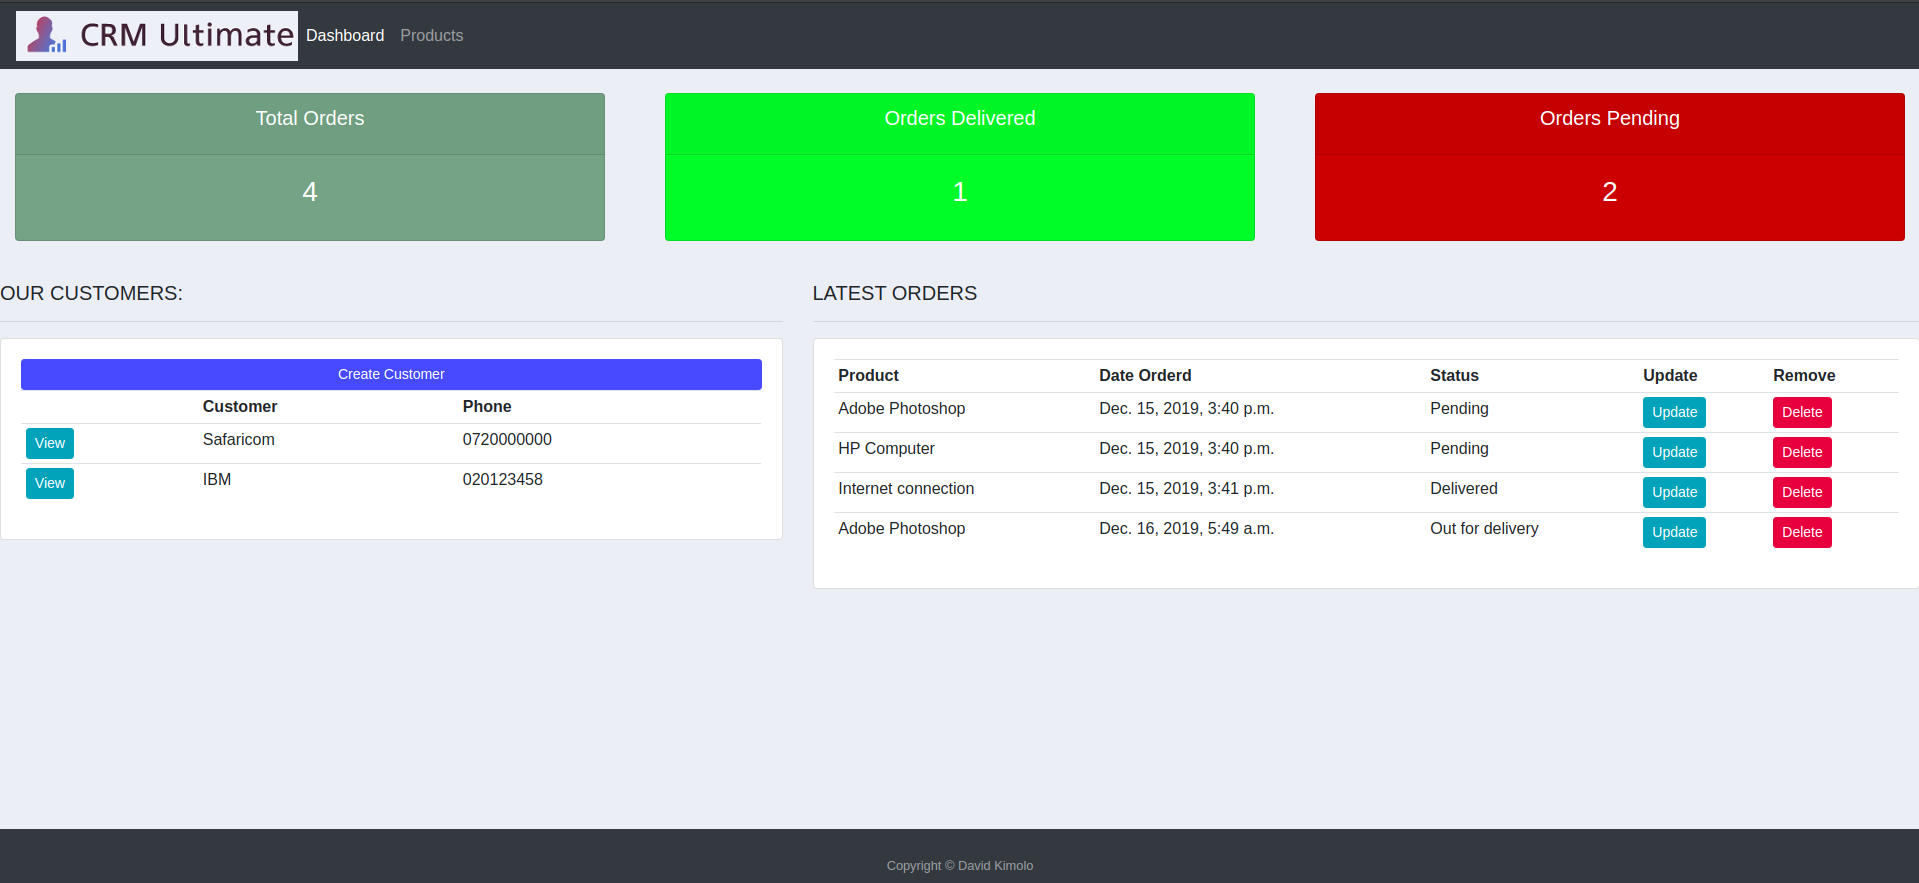 CRM Ultimate Dashboard Products
Total Orders
4
Orders Delivered
1
Orders Pending
2
OUR CUSTOMERS:
Create Customer
Customer Phone
View Safaricom 0720000000
View IBM 020123458
LATEST ORDERS
Product Date Orderd Status Update Remove
Adobe Photoshop Dec. 15, 2019, 3:40 p.m. Pending Update Delete
HP Computer Dec. 15, 2019, 3:40 p.m. Pending Update Delete
Internet connection Dec. 15, 2019, 3:41 p.m. Delivered Update Delete
Adobe Photoshop Dec. 16, 2019, 5:49 a.m. Out for delivery Update Delete
Copyright © David Kimolo